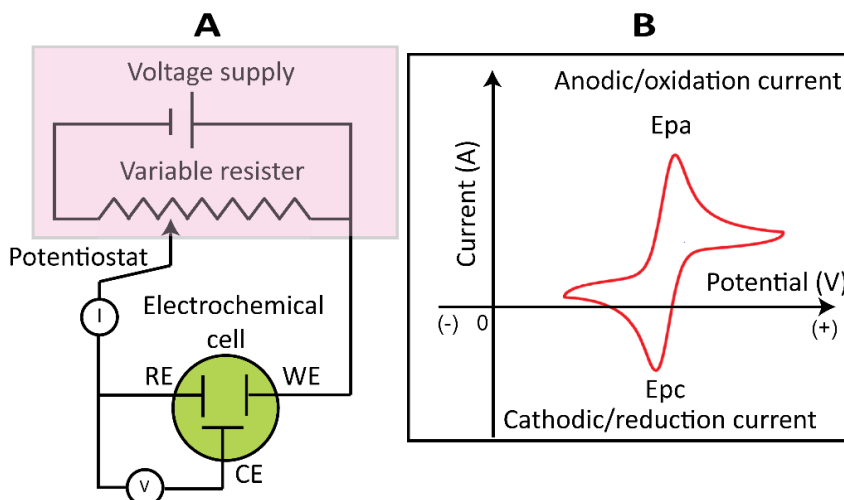 A
Voltage supply
Variable resister
Potentiostat
I
Electrochemical
cell
RE
WE
CE
V
B
Anodic/oxidation current
Epa
Current (A)
Potential (V)
(-)
0
(+)
Epc
Cathodic/reduction current